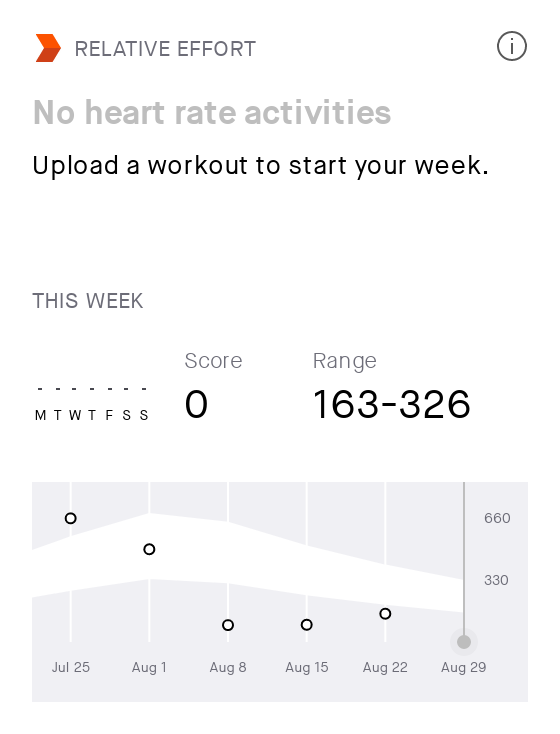 RELATIVE EFFORT
No heart rate activities
Upload a workout to start your week.
THIS WEEK
Score
Range
- - - - - - -
M T W T F S S
0
163-326
660
330
Jul 25
Aug 1
Aug 8
Aug 15
Aug 22
Aug 29